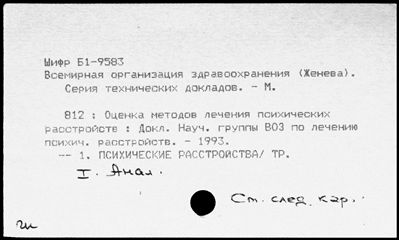 Шифр Б1-9583
Всемирная организация здравоохранения (Женева).
Серия технических докладов. - М.
812 : Оценка методов лечения психических
расстройств : Докл. Науч. группы ВОЗ по лечению
психич. расстройств. - 1993.
-- 1. ПСИХИЧЕСКИЕ РАССТРОЙСТВА/ ТР.
I. Анал.
См. след. кар.